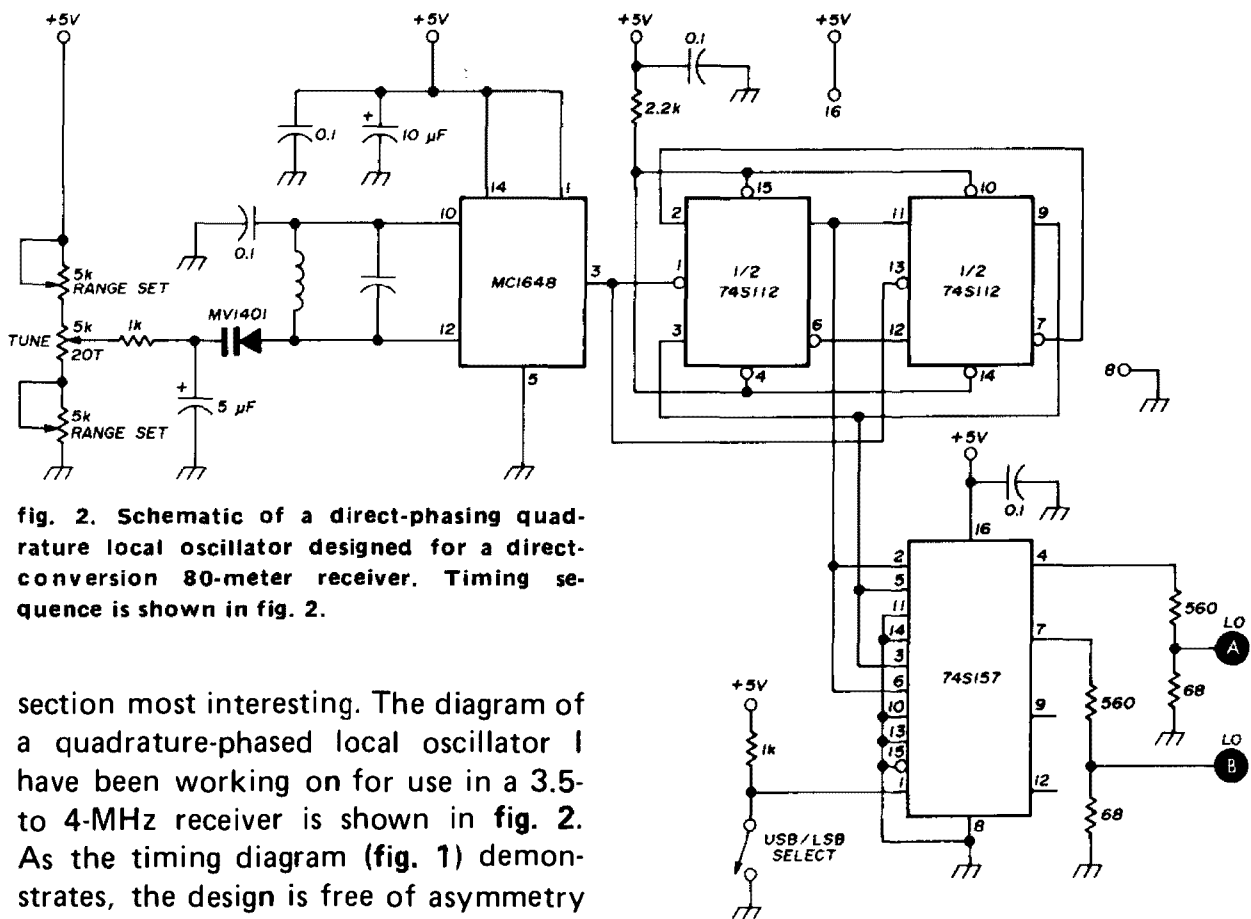 +5V
+5V
+5V
+5V
0.1
0.1
+
10 μF
2.2k
16
14
1
15
10
10
2
11
9
0.1
MC1648
3
1
1/2
74S112
13
1/2
74S112
5k
RANGE SET
MV1401
TUNE
5k
20T
1k
12
3
6
12
7
5
4
14
8
+
5 μF
5k
RANGE SET
+5V
0.1
16
fig. 2. Schematic of a direct-phasing quad-
rature local oscillator designed for a direct-
conversion 80-meter receiver. Timing se-
quence is shown in fig. 2.
2
5
11
14
3
6
10
13
15
1
74S157
4
7
9
12
8
560
LO
A
68
560
LO
B
68
+5V
1k
USB/LSB
SELECT
section most interesting. The diagram of
a quadrature-phased local oscillator I
have been working on for use in a 3.5-
to 4-MHz receiver is shown in fig. 2.
As the timing diagram (fig. 1) demon-
strates, the design is free of asymmetry